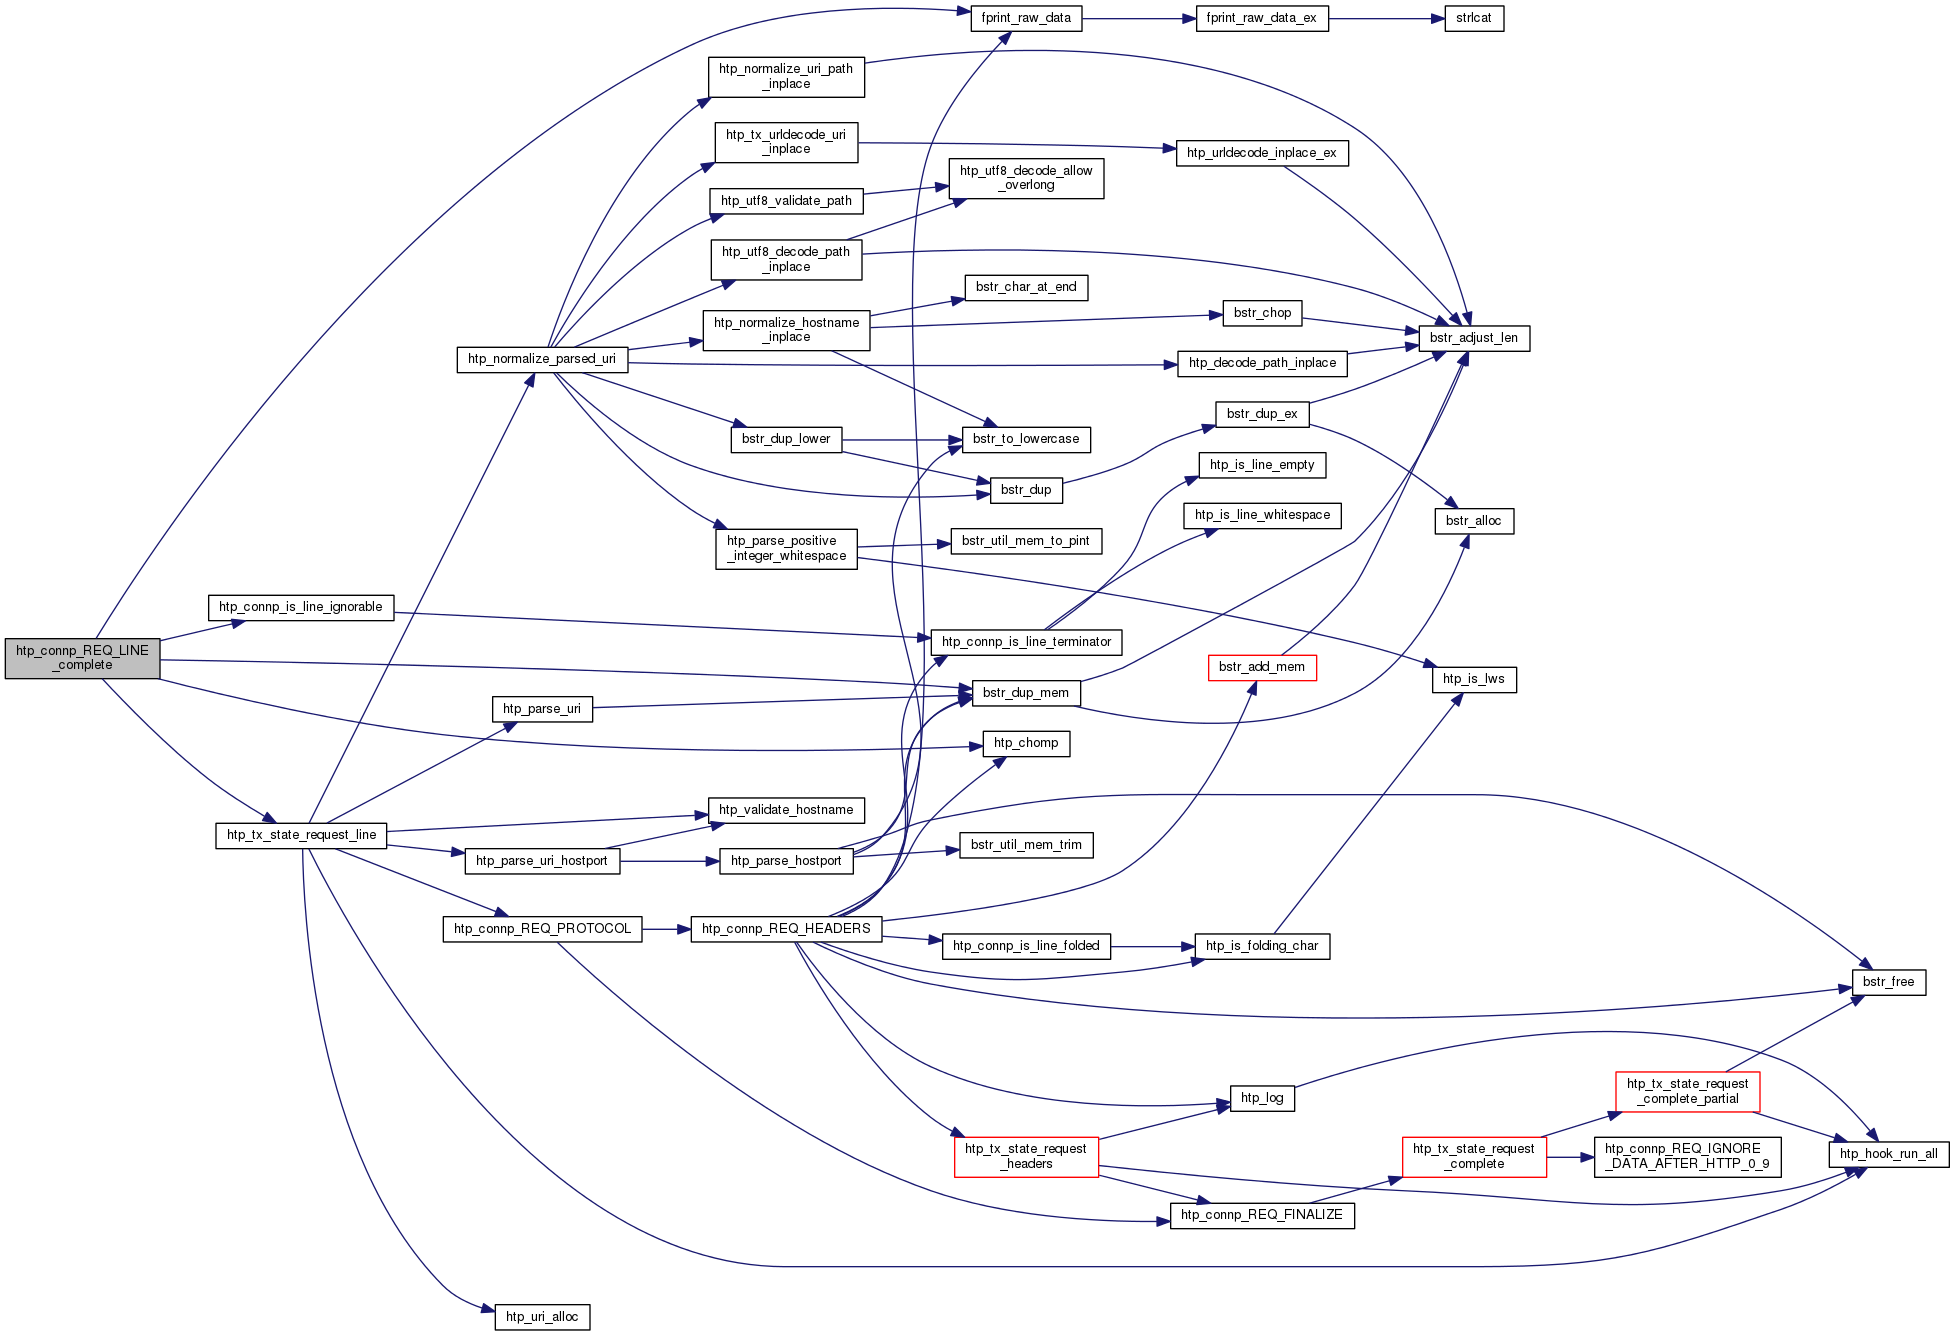 fprint_raw_data
fprint_raw_data_ex
strlcat
htp_normalize_uri_path
_inplace
htp_tx_urldecode_uri
_inplace
htp_urldecode_inplace_ex
htp_utf8_decode_allow
_overlong
htp_utf8_validate_path
htp_utf8_decode_path
_inplace
bstr_char_at_end
htp_normalize_hostname
_inplace
bstr_chop
bstr_adjust_len
htp_normalize_parsed_uri
htp_decode_path_inplace
bstr_dup_ex
bstr_dup_lower
bstr_to_lowercase
htp_is_line_empty
bstr_dup
htp_is_line_whitespace
bstr_alloc
htp_parse_positive
_integer_whitespace
bstr_util_mem_to_pint
htp_connp_is_line_ignorable
htp_connp_REQ_LINE
_complete
htp_connp_is_line_terminator
bstr_add_mem
htp_is_lws
bstr_dup_mem
htp_parse_uri
htp_chomp
htp_validate_hostname
htp_tx_state_request_line
bstr_util_mem_trim
htp_parse_uri_hostport
htp_parse_hostport
htp_connp_REQ_PROTOCOL
htp_connp_REQ_HEADERS
htp_connp_is_line_folded
htp_is_folding_char
bstr_free
htp_log
htp_tx_state_request
_complete_partial
htp_tx_state_request
_headers
htp_tx_state_request
_complete
htp_connp_REQ_IGNORE
_DATA_AFTER_HTTP_0_9
htp_hook_run_all
htp_connp_REQ_FINALIZE
htp_uri_alloc